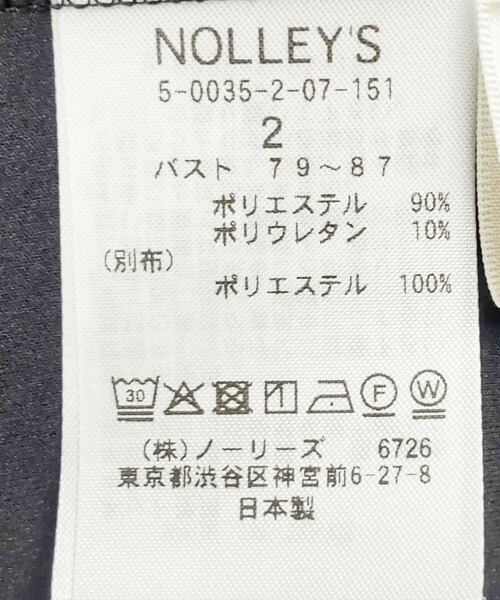 NOLLEY'S
5-0035-2-07-151
2
バスト 79~87
ポリエステル 90%
ポリウレタン 10%
(別布)
ポリエステル 100%
30 F W
(株)ノーリーズ 6726
東京都渋谷区神宮前6-27-8
日本製